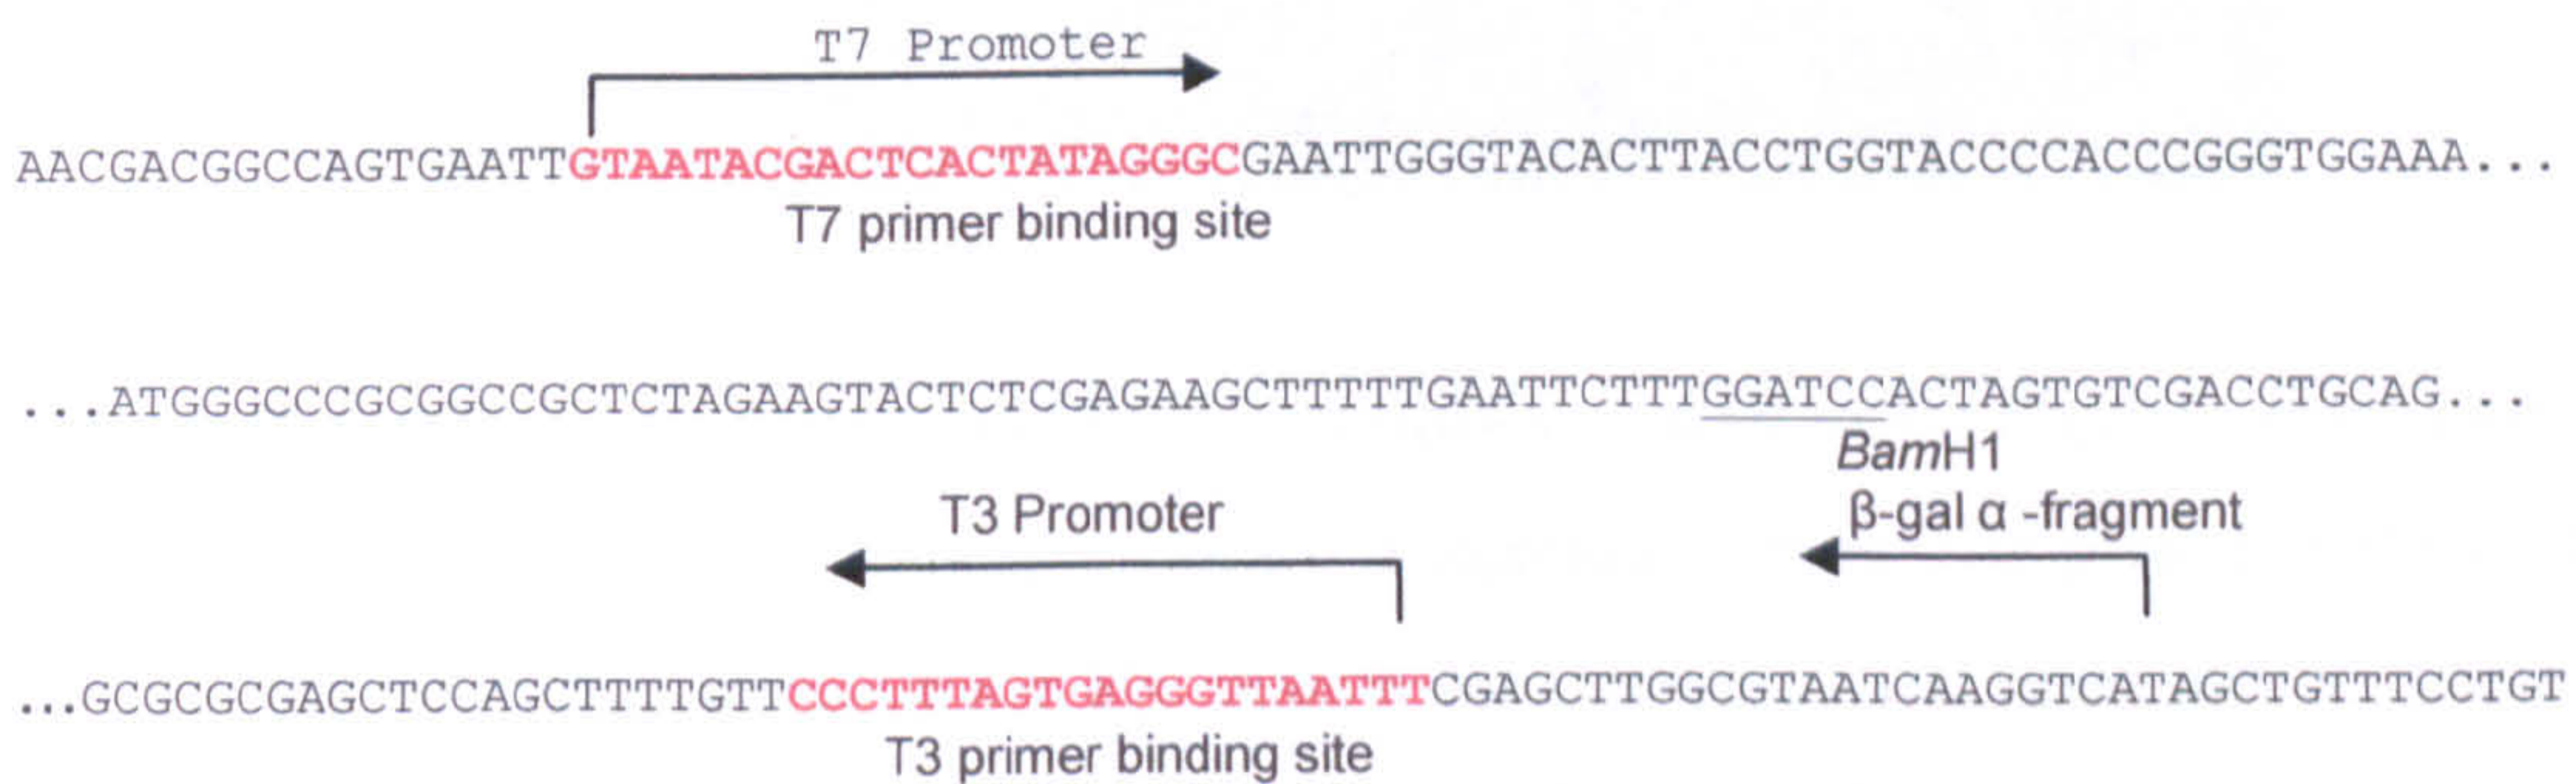 T7 Promoter
AACGACGGCCAGTGAATTGTAATACGACTCACTATAGGGCGAATTGGGTACACTTACCTGGTACCCCACCCGGGTGGAAA...
T7 primer binding site
...ATGGGCCCGCGGCCGCTCTAGAAGTACTCTCGAGAAGCTTTTTGAATTCTTTGGATCCACTAGTGTCGACCTGCAG...
BamH1
T3 Promoter
β-gal α -fragment
...GCGCGCGAGCTCCAGCTTTTGTTCCCTTTAGTGAGGGTTAATTTCGAGCTTGGCGTAATCAAGGTCATAGCTGTTTCCTGT
T3 primer binding site